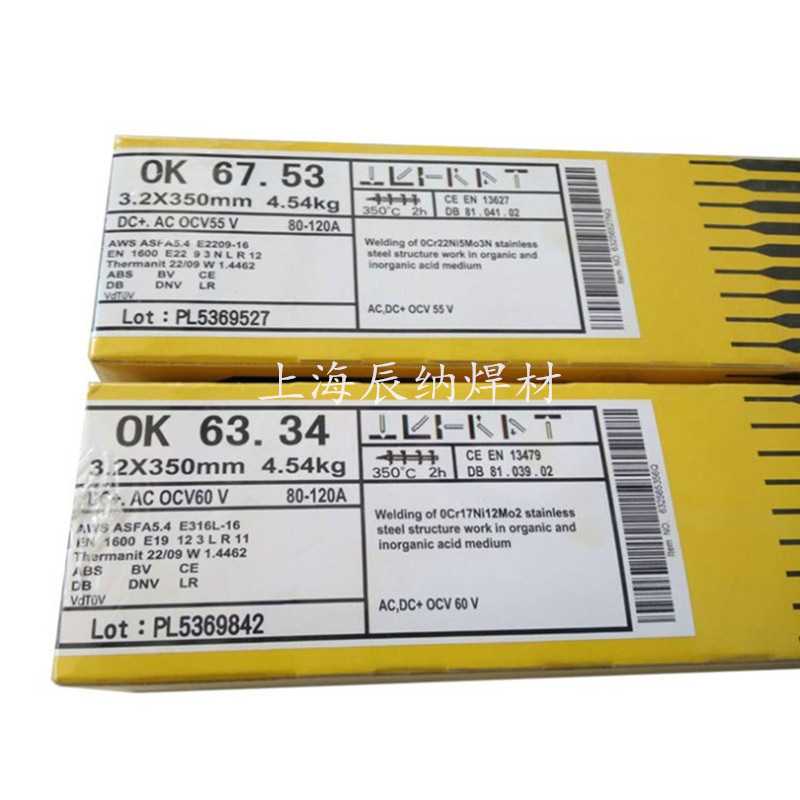 OK 67.53
3.2X350mm 4.54kg
DC+. AC OCV55 V 80-120A
AWS ASFA5.4 E2209-16
EN 1600 E22 9 3 N L R 12
Thermanit 22/09 W 1.4462
ABS BV CE
DB DNV LR
VdTüV
Lot：PL5369527
350℃ 2h
CE EN 13627
DB 81.041.02
Welding of 0Cr22Ni5Mo3N stainless
steel structure work in organic and
inorganic acid medium
AC,DC+ OCV 55 V
上海辰纳焊材
OK 63.34
3.2X350mm 4.54kg
DC+. AC OCV60 V 80-120A
AWS ASFA5.4 E316L-16
EN 1600 E19 12 3 L R 11
Thermanit 22/09 W 1.4462
ABS BV CE
DB DNV LR
VdTüV
Lot：PL5369842
350℃ 2h
CE EN 13479
DB 81.039.02
Welding of 0Cr17Ni12Mo2 stainless
steel structure work in organic and
inorganic acid medium
AC,DC+ OCV 60 V
Item NO.